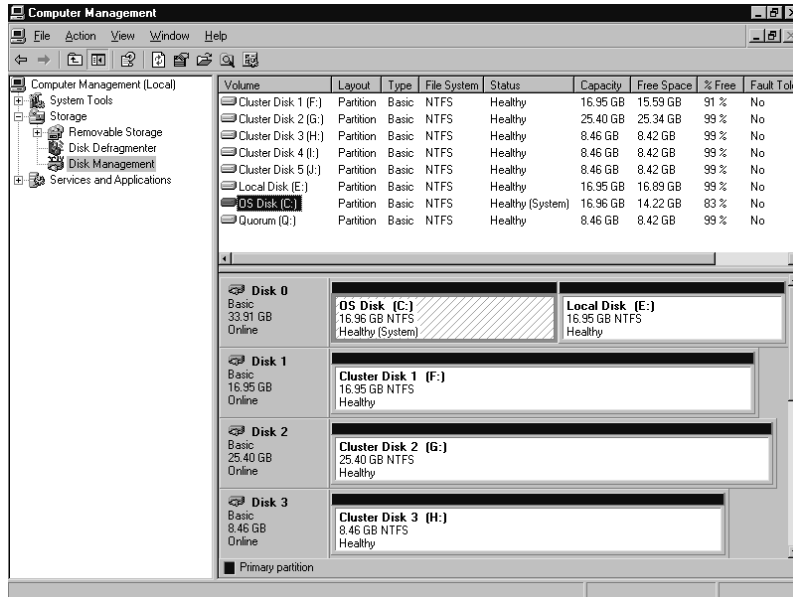 Computer Management
File Action View Window Help
Computer Management (Local)
System Tools
Storage
Removable Storage
Disk Defragmenter
Disk Management
Services and Applications
Volume Layout Type File System Status Capacity Free Space % Free Fault Tol
Cluster Disk 1 (F:) Partition Basic NTFS Healthy 16.95 GB 15.59 GB 91 % No
Cluster Disk 2 (G:) Partition Basic NTFS Healthy 25.40 GB 25.34 GB 99 % No
Cluster Disk 3 (H:) Partition Basic NTFS Healthy 8.46 GB 8.42 GB 99 % No
Cluster Disk 4 (I:) Partition Basic NTFS Healthy 8.46 GB 8.42 GB 99 % No
Cluster Disk 5 (J:) Partition Basic NTFS Healthy 8.46 GB 8.42 GB 99 % No
Local Disk (E:) Partition Basic NTFS Healthy 16.95 GB 16.89 GB 99 % No
OS Disk (C:) Partition Basic NTFS Healthy (System) 16.96 GB 14.22 GB 83 % No
Quorum (Q:) Partition Basic NTFS Healthy 8.46 GB 8.42 GB 99 % No
Disk 0
Basic
33.91 GB
Online
OS Disk (C:)
16.96 GB NTFS
Healthy (System)
Local Disk (E:)
16.95 GB NTFS
Healthy
Disk 1
Basic
16.95 GB
Online
Cluster Disk 1 (F:)
16.95 GB NTFS
Healthy
Disk 2
Basic
25.40 GB
Online
Cluster Disk 2 (G:)
25.40 GB NTFS
Healthy
Disk 3
Basic
8.46 GB
Online
Cluster Disk 3 (H:)
8.46 GB NTFS
Healthy
Primary partition